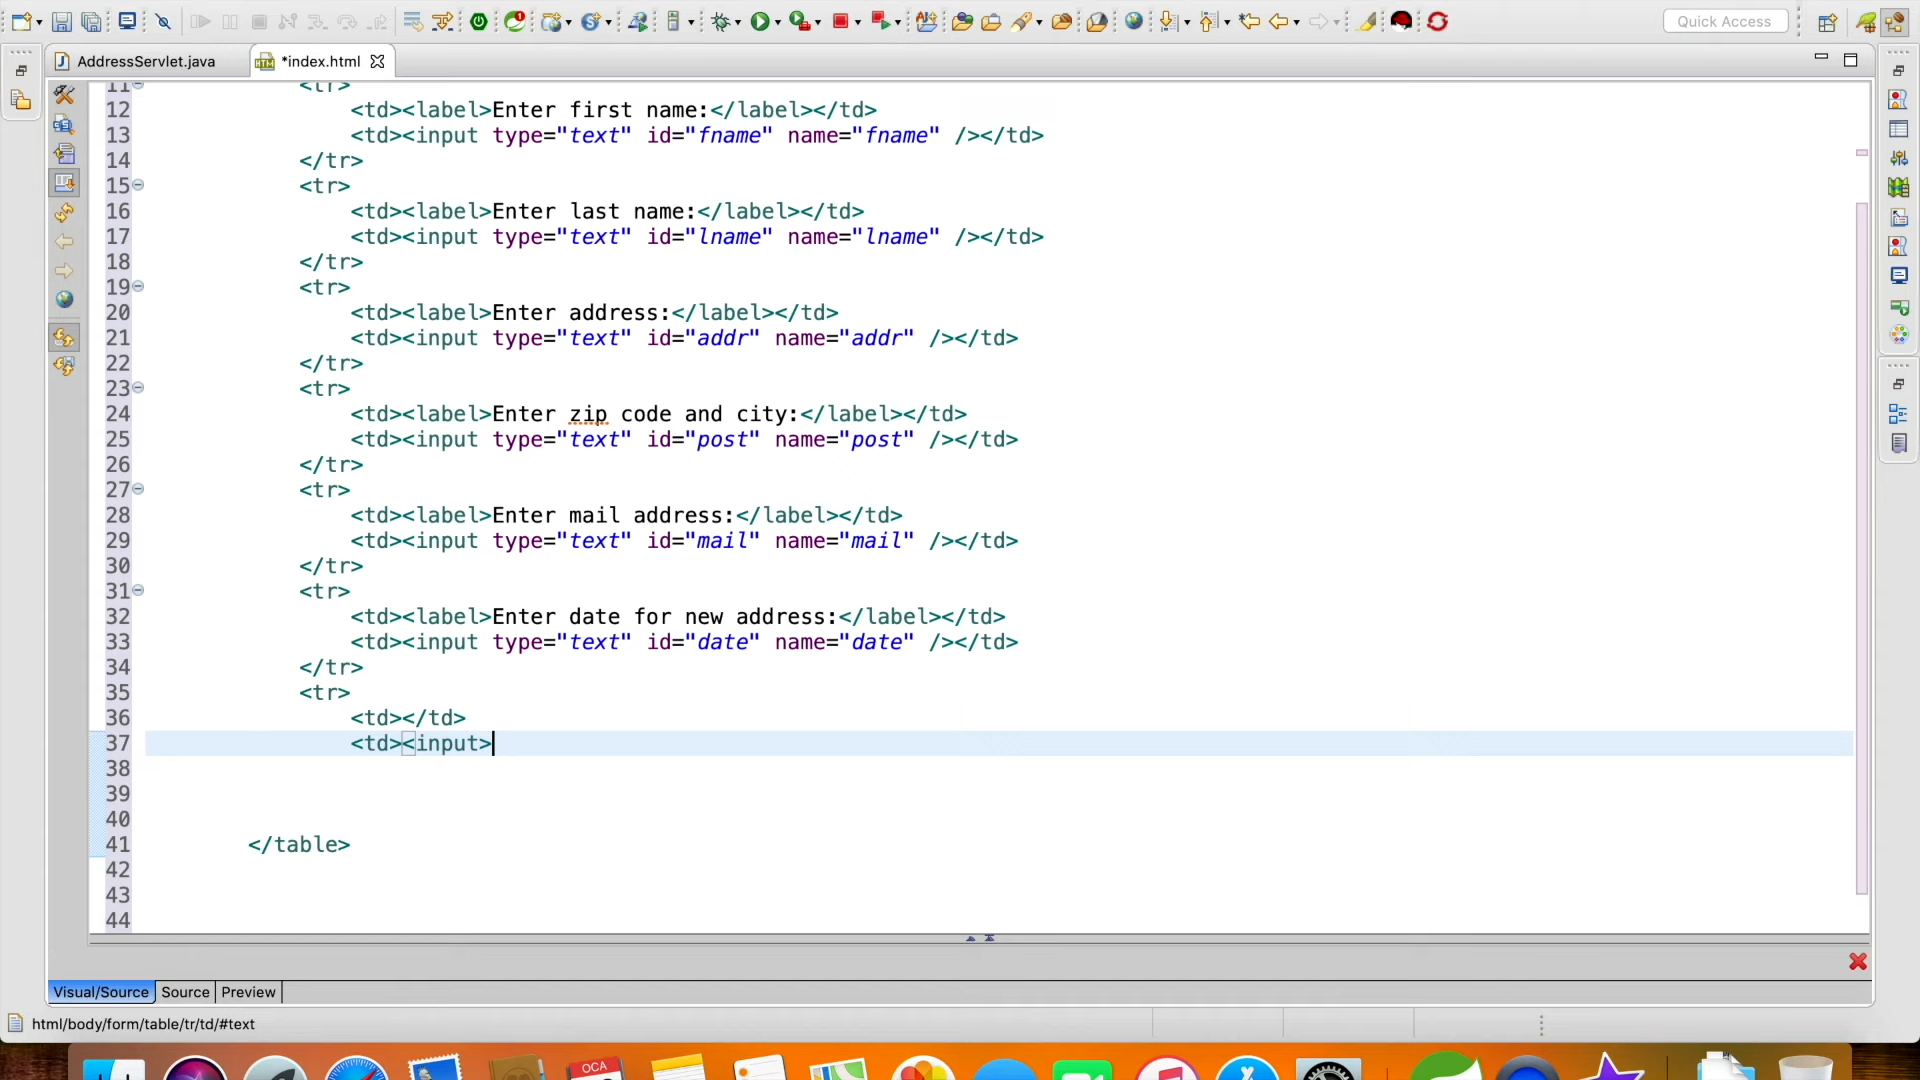 Quick Access
AddressServlet.java
*index.html
11 <tr>
12 <td><label>Enter first name:</label></td>
13 <td><input type="text" id="fname" name="fname" /></td>
14 </tr>
15 <tr>
16 <td><label>Enter last name:</label></td>
17 <td><input type="text" id="lname" name="lname" /></td>
18 </tr>
19 <tr>
20 <td><label>Enter address:</label></td>
21 <td><input type="text" id="addr" name="addr" /></td>
22 </tr>
23 <tr>
24 <td><label>Enter zip code and city:</label></td>
25 <td><input type="text" id="post" name="post" /></td>
26 </tr>
27 <tr>
28 <td><label>Enter mail address:</label></td>
29 <td><input type="text" id="mail" name="mail" /></td>
30 </tr>
31 <tr>
32 <td><label>Enter date for new address:</label></td>
33 <td><input type="text" id="date" name="date" /></td>
34 </tr>
35 <tr>
36 <td></td>
37 <td><input>
38
39
40
41 </table>
42
43
44
Visual/Source Source Preview
html/body/form/table/tr/td/#text
OCA